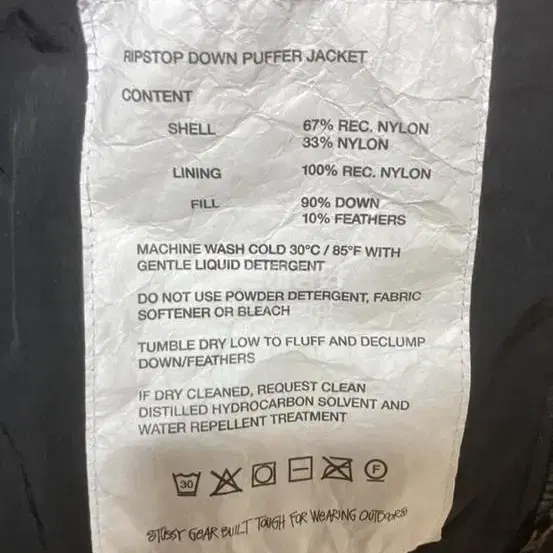 RIPSTOP DOWN PUFFER JACKET
CONTENT
SHELL 67% REC. NYLON
33% NYLON
LINING 100% REC. NYLON
FILL 90% DOWN
10% FEATHERS
MACHINE WASH COLD 30°C / 85°F WITH
GENTLE LIQUID DETERGENT
DO NOT USE POWDER DETERGENT, FABRIC
SOFTENER OR BLEACH
TUMBLE DRY LOW TO FLUFF AND DECLUMP
DOWN/FEATHERS
IF DRY CLEANED, REQUEST CLEAN
DISTILLED HYDROCARBON SOLVENT AND
WATER REPELLENT TREATMENT
30 F
STÜSSY GEAR BUILT TOUGH FOR WEARING OUTDOORS